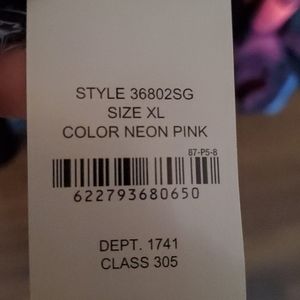 STYLE 36802SG
SIZE XL
COLOR NEON PINK
87-P5-8
622793680650
DEPT. 1741
CLASS 305